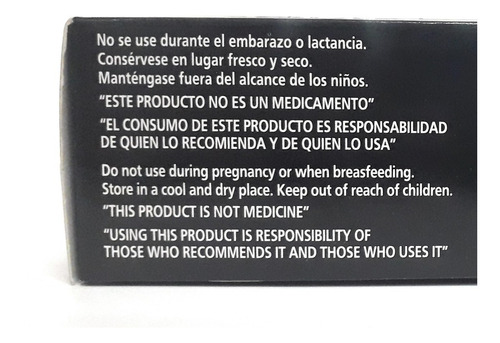 No se use durante el embarazo o lactancia.
Consérvese en lugar fresco y seco.
Manténgase fuera del alcance de los niños.
“ESTE PRODUCTO NO ES UN MEDICAMENTO”
“EL CONSUMO DE ESTE PRODUCTO ES RESPONSABILIDAD
DE QUIEN LO RECOMIENDA Y DE QUIEN LO USA”
Do not use during pregnancy or when breasfeeding.
Store in a cool and dry place. Keep out of reach of children.
“THIS PRODUCT IS NOT MEDICINE”
“USING THIS PRODUCT IS RESPONSIBILITY OF
THOSE WHO RECOMMENDS IT AND THOSE WHO USES IT”